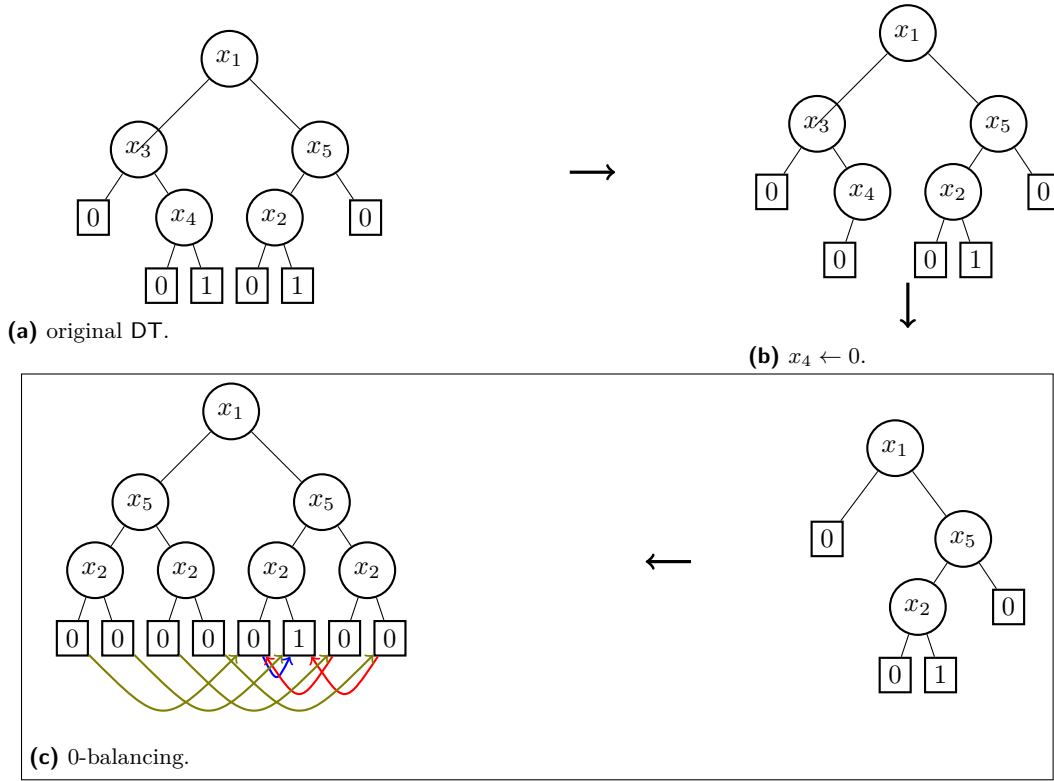 x1
x3 x5
0 x4 x2 0
0 1 0 1
(a) original DT.
x1
x3 x5
0 x4 x2 0
0 0 1
(b) x4 ← 0.
x1
x5 x5
x2 x2 x2 x2
0 0 0 0 0 1 0 0
(c) 0-balancing.
x1
0 x5
x2 0
0 1